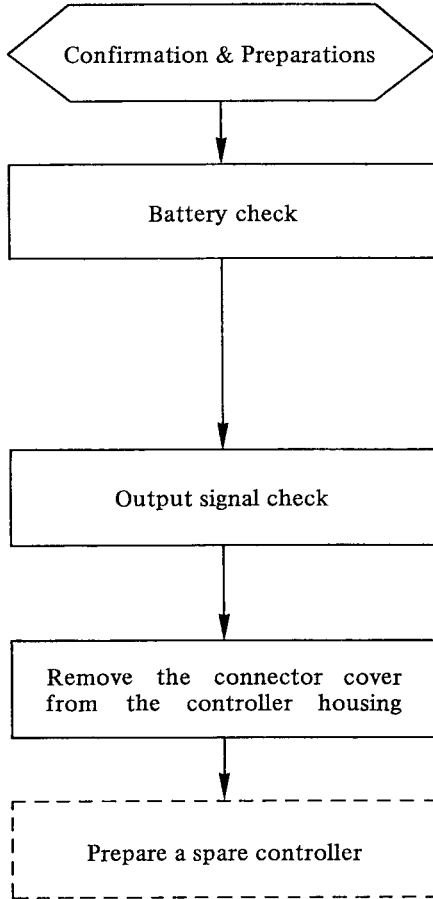 Confirmation & Preparations
Battery check
Output signal check
Remove the connector cover
from the controller housing
Prepare a spare controller